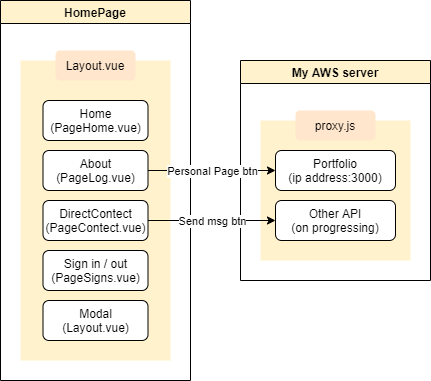 HomePage
Layout.vue
Home
(PageHome.vue)
About
(PageLog.vue)
DirectContect
(PageContect.vue)
Sign in / out
(PageSigns.vue)
Modal
(Layout.vue)
Personal Page btn
Send msg btn
My AWS server
proxy.js
Portfolio
(ip address:3000)
Other API
(on progressing)